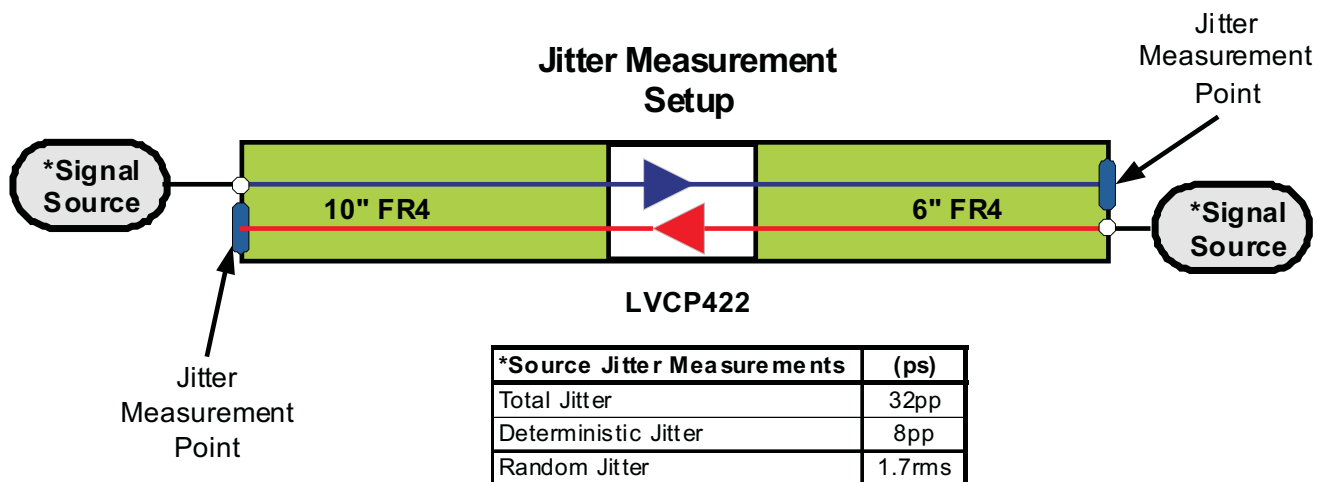 Jitter Measurement
Setup
Jitter
Measurement
Point
*Signal
Source
10" FR4
6" FR4
*Signal
Source
LVCP422
Jitter
Measurement
Point
*Source Jitter Measurements (ps)
Total Jitter 32pp
Deterministic Jitter 8pp
Random Jitter 1.7rms